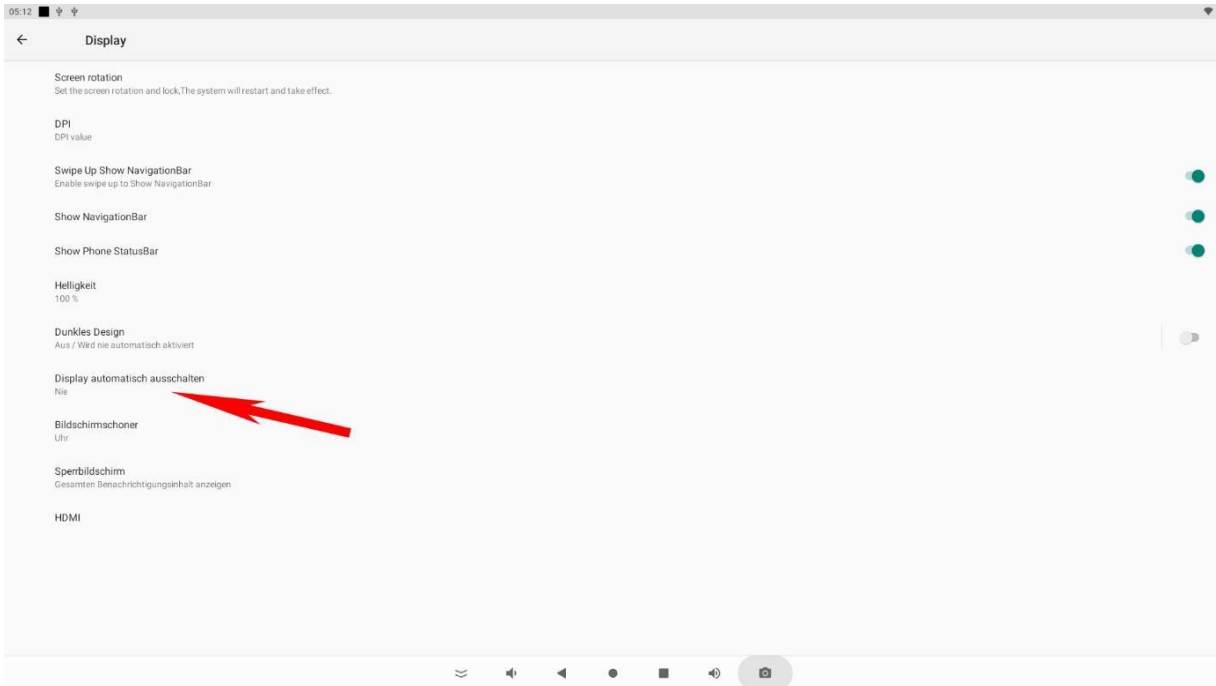 05:12
Display
Screen rotation
Set the screen rotation and lock,The system will restart and take effect.
DPI
DPI value
Swipe Up Show NavigationBar
Enable swipe up to Show NavigationBar
Show NavigationBar
Show Phone StatusBar
Helligkeit
100 %
Dunkles Design
Aus / Wird nie automatisch aktiviert
Display automatisch ausschalten
Nie
Bildschirmschoner
Uhr
Sperrbildschirm
Gesamten Benachrichtigungsinhalt anzeigen
HDMI